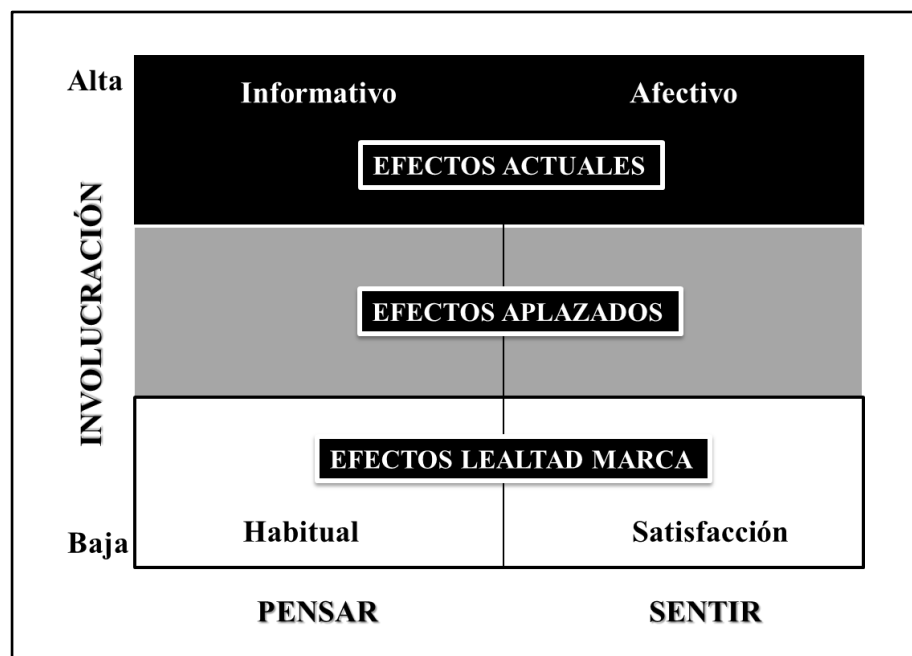 Alta
Informativo
Afectivo
EFECTOS ACTUALES
INVOLUCRACIÓN
EFECTOS APLAZADOS
EFECTOS LEALTAD MARCA
Habitual
Satisfacción
Baja
PENSAR
SENTIR